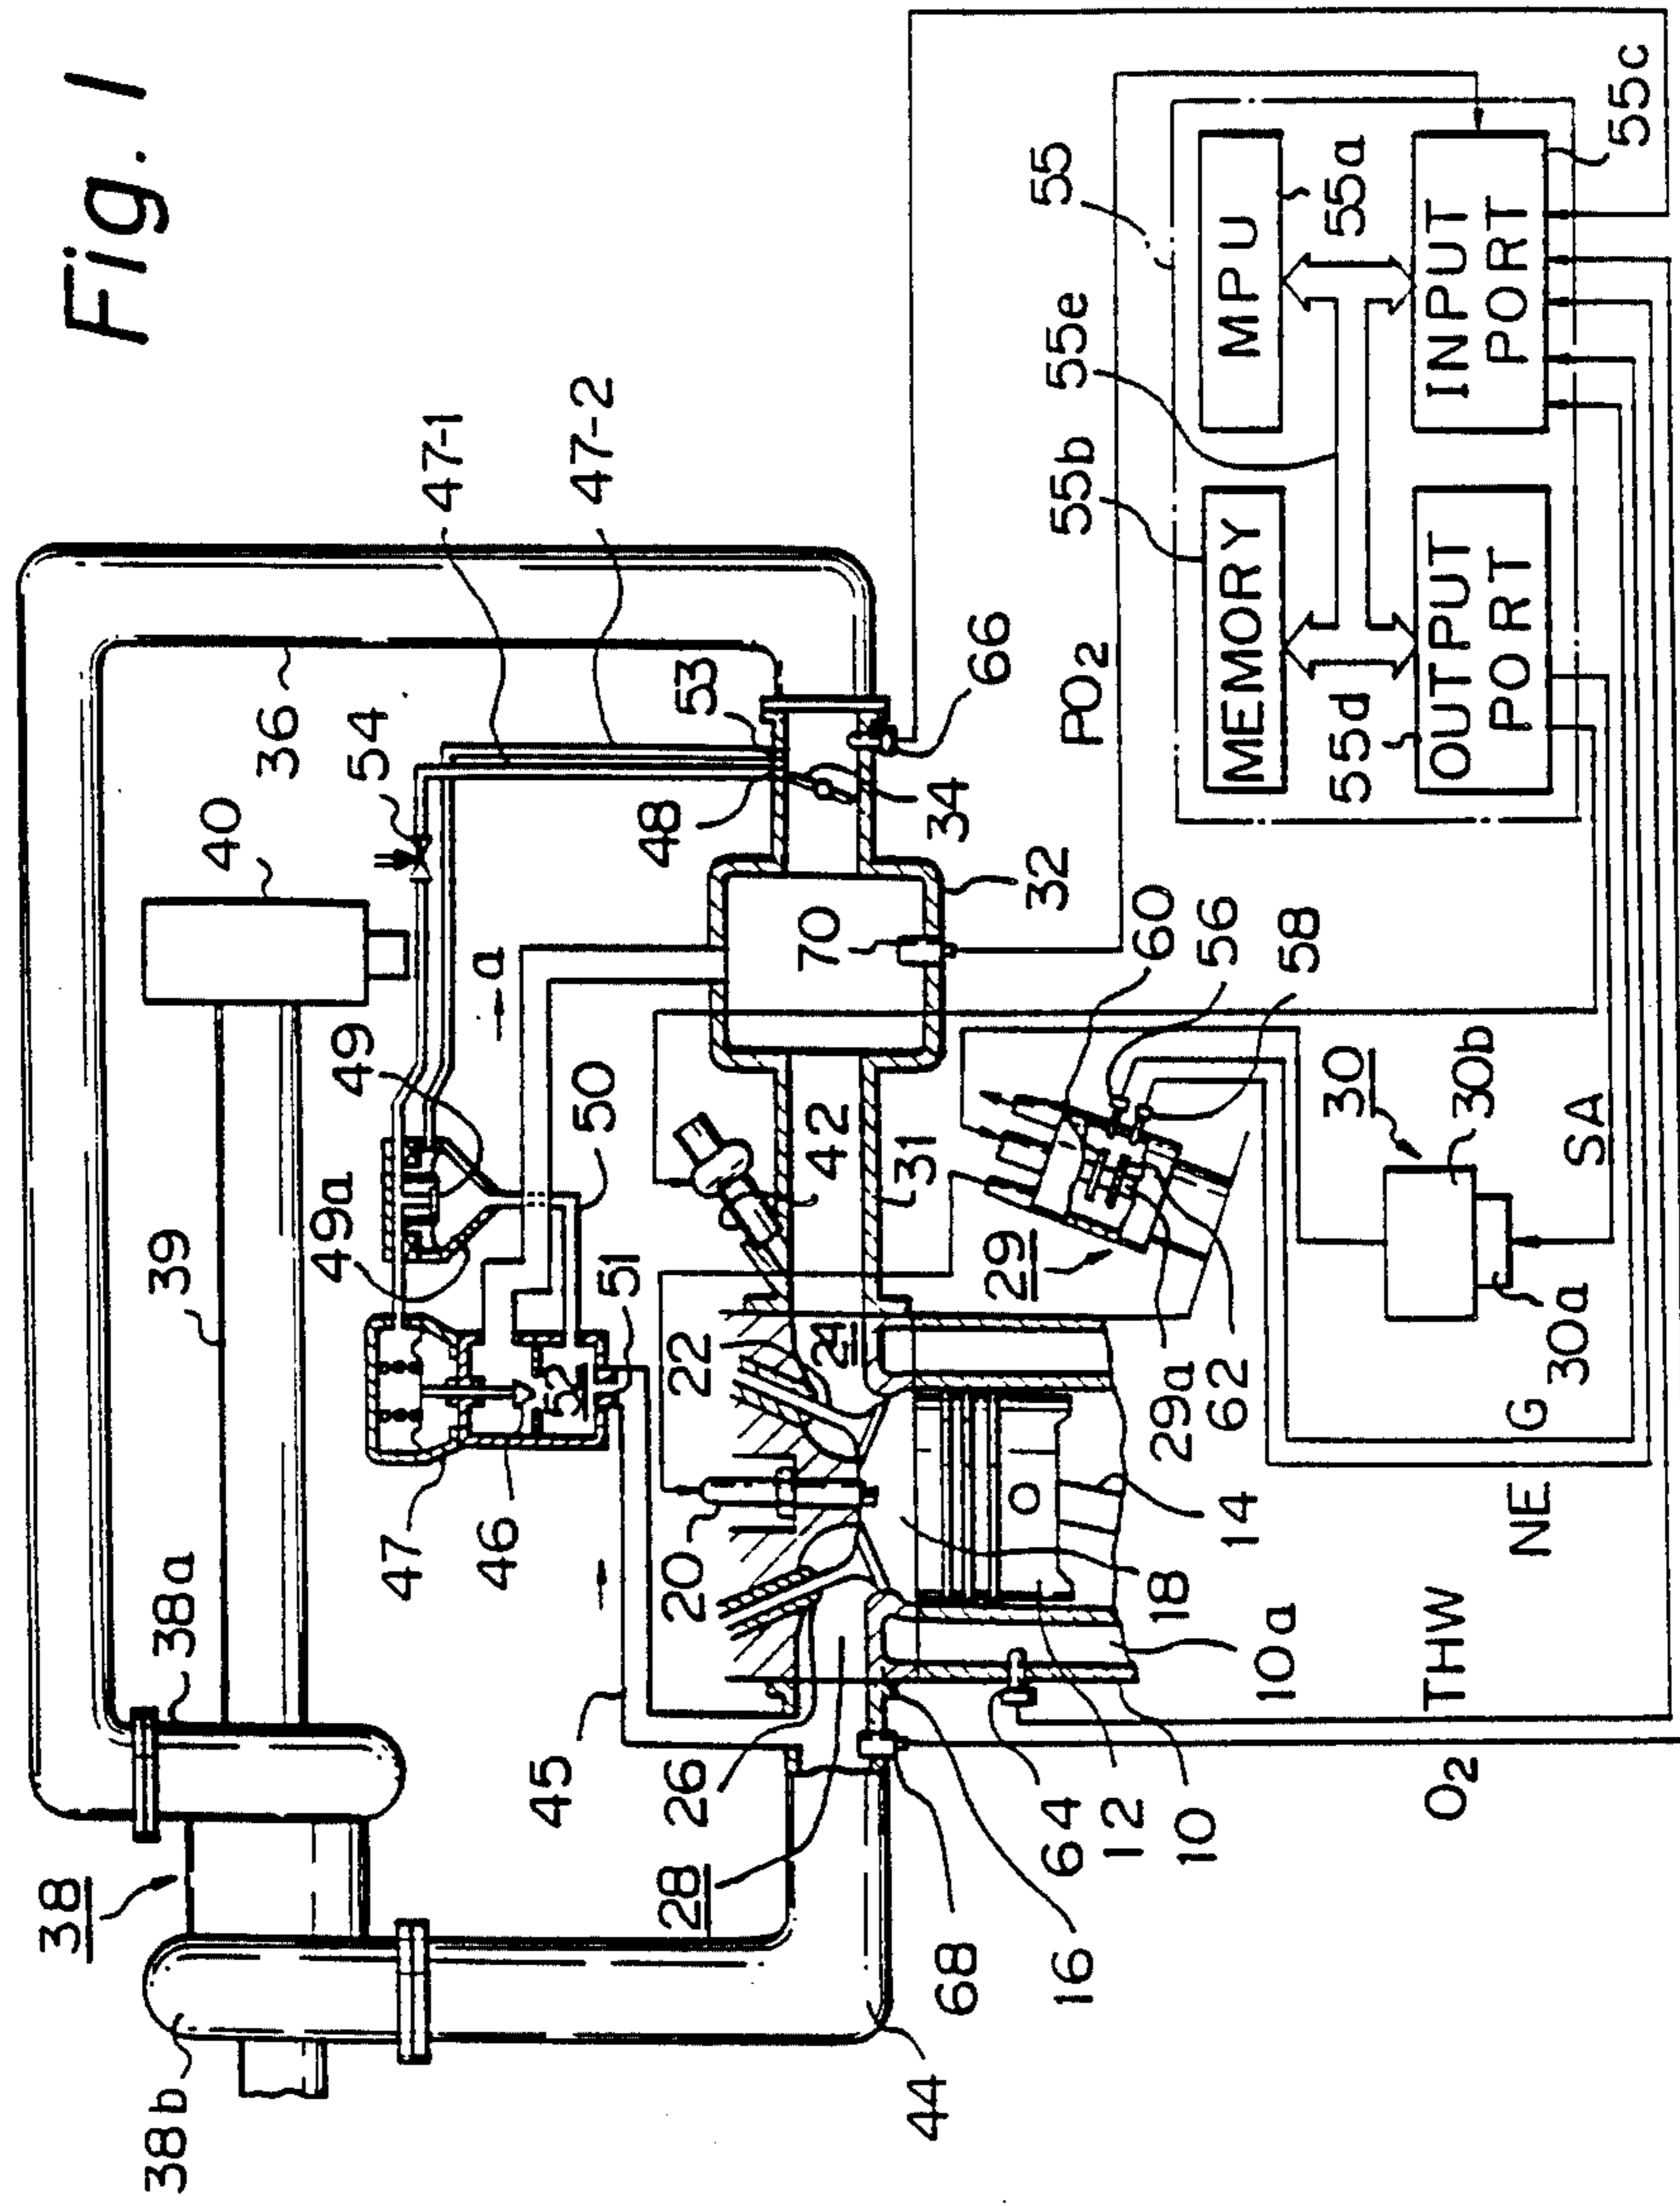 Fig. 1
38
38a
38b
39
40
36
54
47-1
47-2
49
49a
a
47
46
52
51
50
48
53
45
20
22
24
42
70
32
34
66
26
28
31
29
60
56
58
29a
62
30
30b
30a
44
68
16
64
12
10
10a
18
14
PO2
55
55a
55b
55c
55d
55e
MEMORY
MPU
OUTPUT
PORT
INPUT
PORT
O2
THW
NE
G
SA